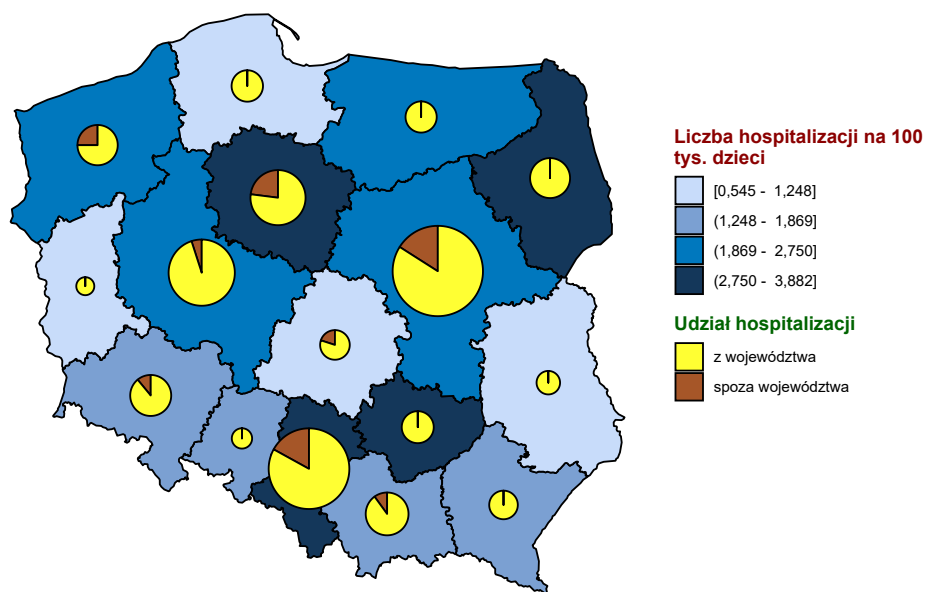 Liczba hospitalizacji na 100
tys. dzieci
[0,545 - 1,248]
(1,248 - 1,869]
(1,869 - 2,750]
(2,750 - 3,882]
Udział hospitalizacji
z województwa
spoza województwa